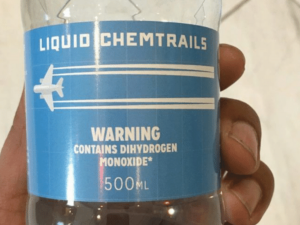 LIQUID CHEMTRAILS
WARNING
CONTAINS DIHYDROGEN
MONOXIDE*
500ML